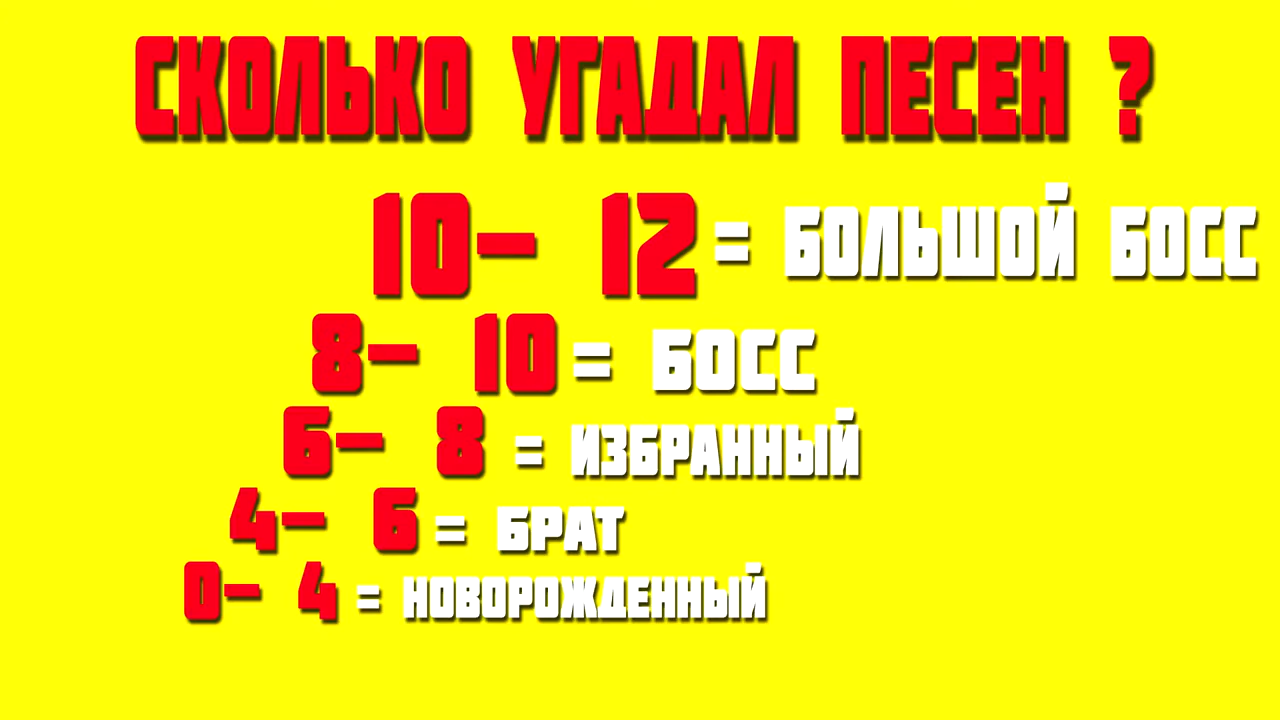 СКОЛЬКО УГАДАЛ ПЕСЕН ?
10- 12 = БОЛЬШОЙ БОСС
8- 10 = БОСС
6- 8 = ИЗБРАННЫЙ
4- 6 = БРАТ
0- 4 = НОВОРОЖДЕННЫЙ